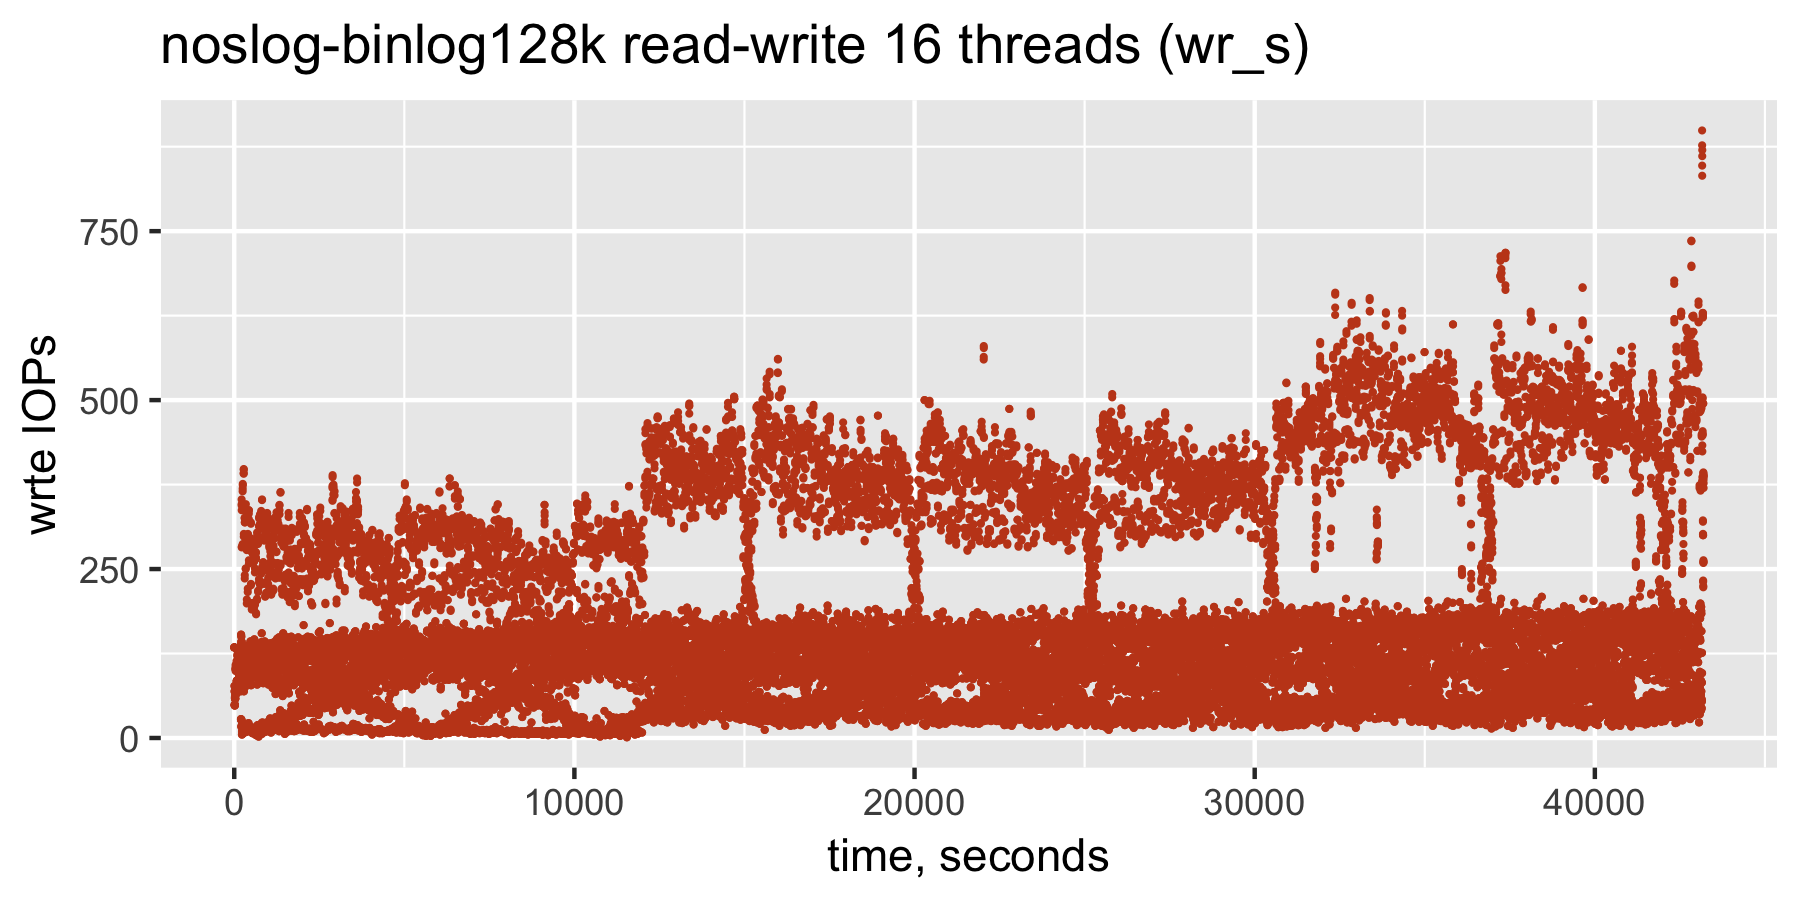 noslog-binlog128k read-write 16 threads (wr_s)
wrte IOPs
750
500
250
0
0 10000 20000 30000 40000
time, seconds